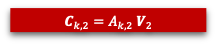 C_{k,2} = A_{k,2} V_2